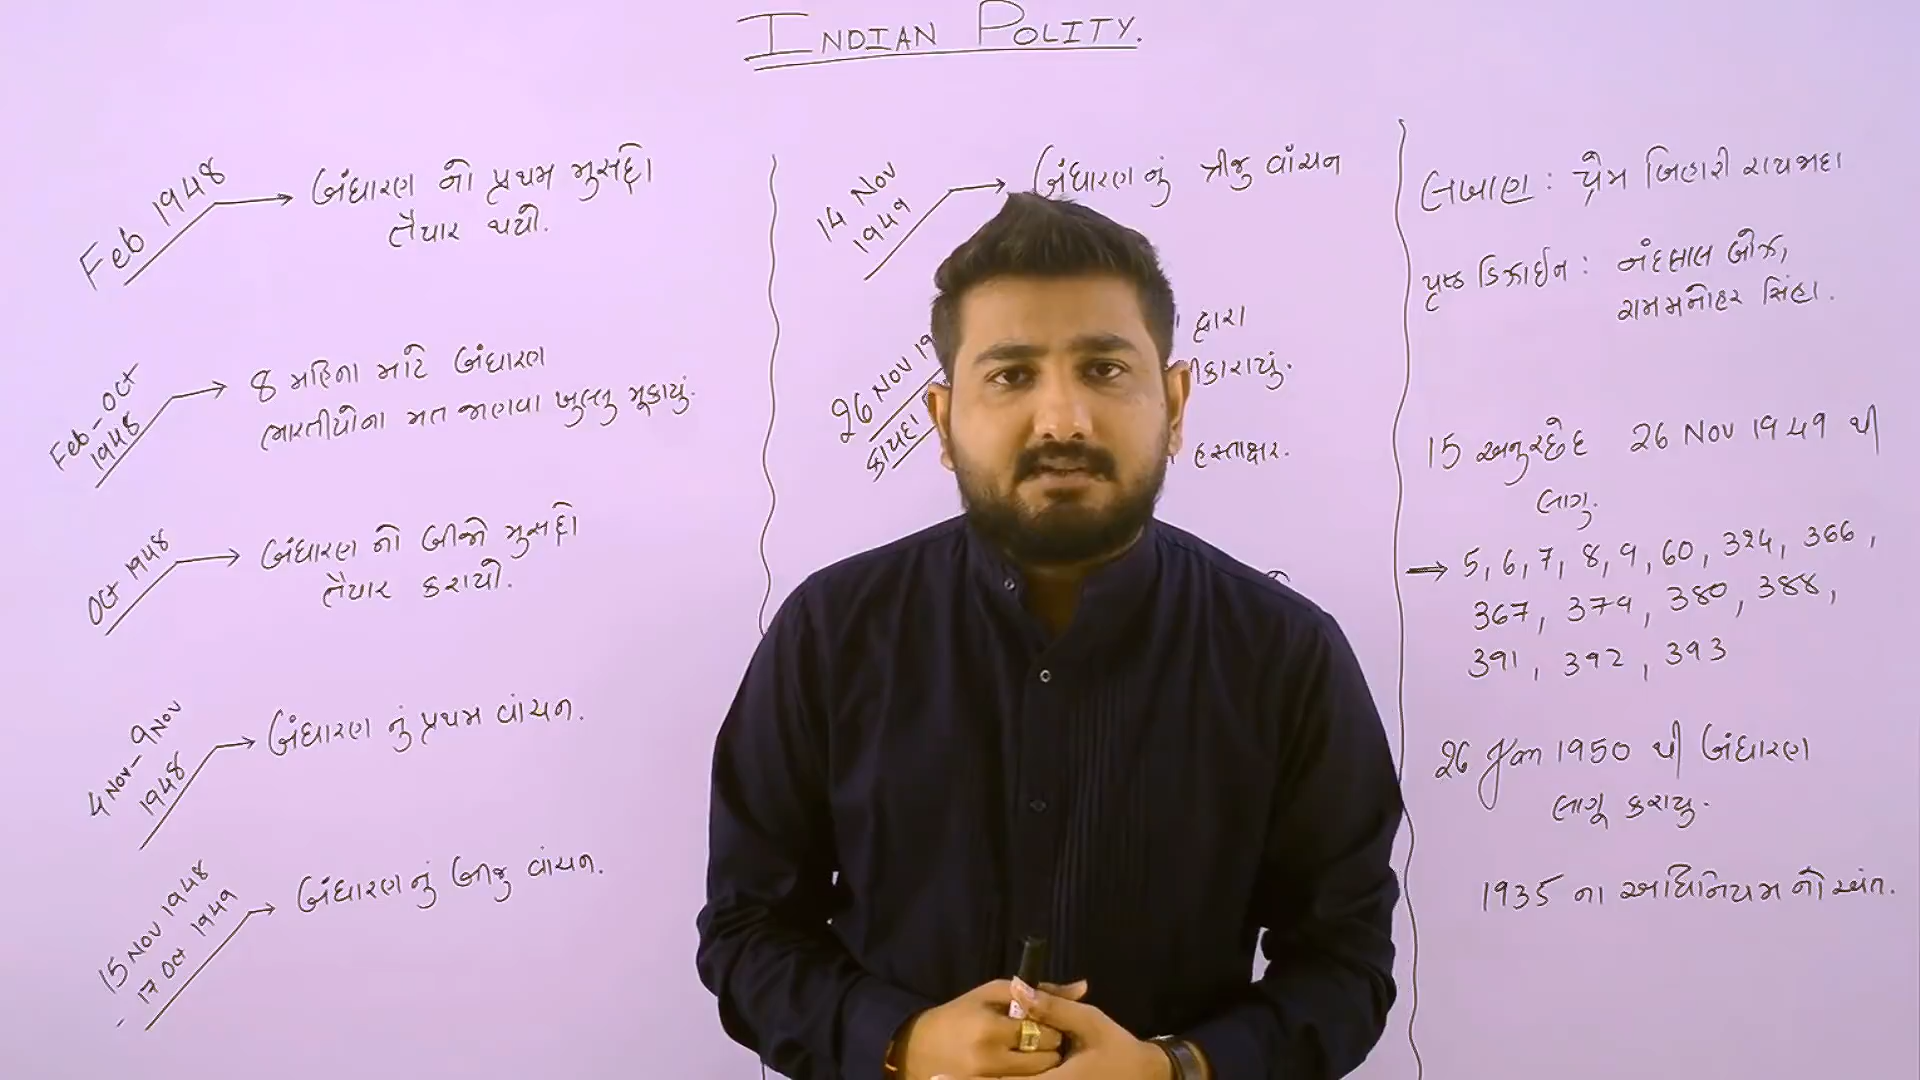 INDIAN POLITY.
Feb 1948 → બંધારણ નો પ્રથમ મુસદ્દો
તૈયાર થયો.
Feb-Oct
1948 → 8 મહિના માટે બંધારણ
ભારતીયોના મત જાણવા ખુલ્લુ મૂકાયું.
Oct 1948 → બંધારણ નો બીજો મુસદ્દો
તૈયાર કરાયો.
4 Nov-9 Nov
1948 → બંધારણ નું પ્રથમ વાંચન.
15 Nov 1948
17 Oct 1949 → બંધારણ નું બીજુ વાંચન.
14 Nov
1949 → બંધારણ નું ત્રીજુ વાંચન
26 Nov 19
કાયદા
દ્વારા
કારાયું.
હસ્તાક્ષર.
લખાણ : પ્રેમ બિહારી રાયજાદા
પૃષ્ઠ ડિઝાઈન : નંદલાલ બોઝ,
રામ મનોહર સિંહા.
15 અનુચ્છેદ 26 Nov 1949 થી
લાગુ.
→ 5, 6, 7, 8, 9, 60, 324, 366,
367, 379, 380, 388,
391, 392, 393
26 Jan 1950 થી બંધારણ
લાગૂ કરાયુ.
1935 ના અધિનિયમ નો અંત.